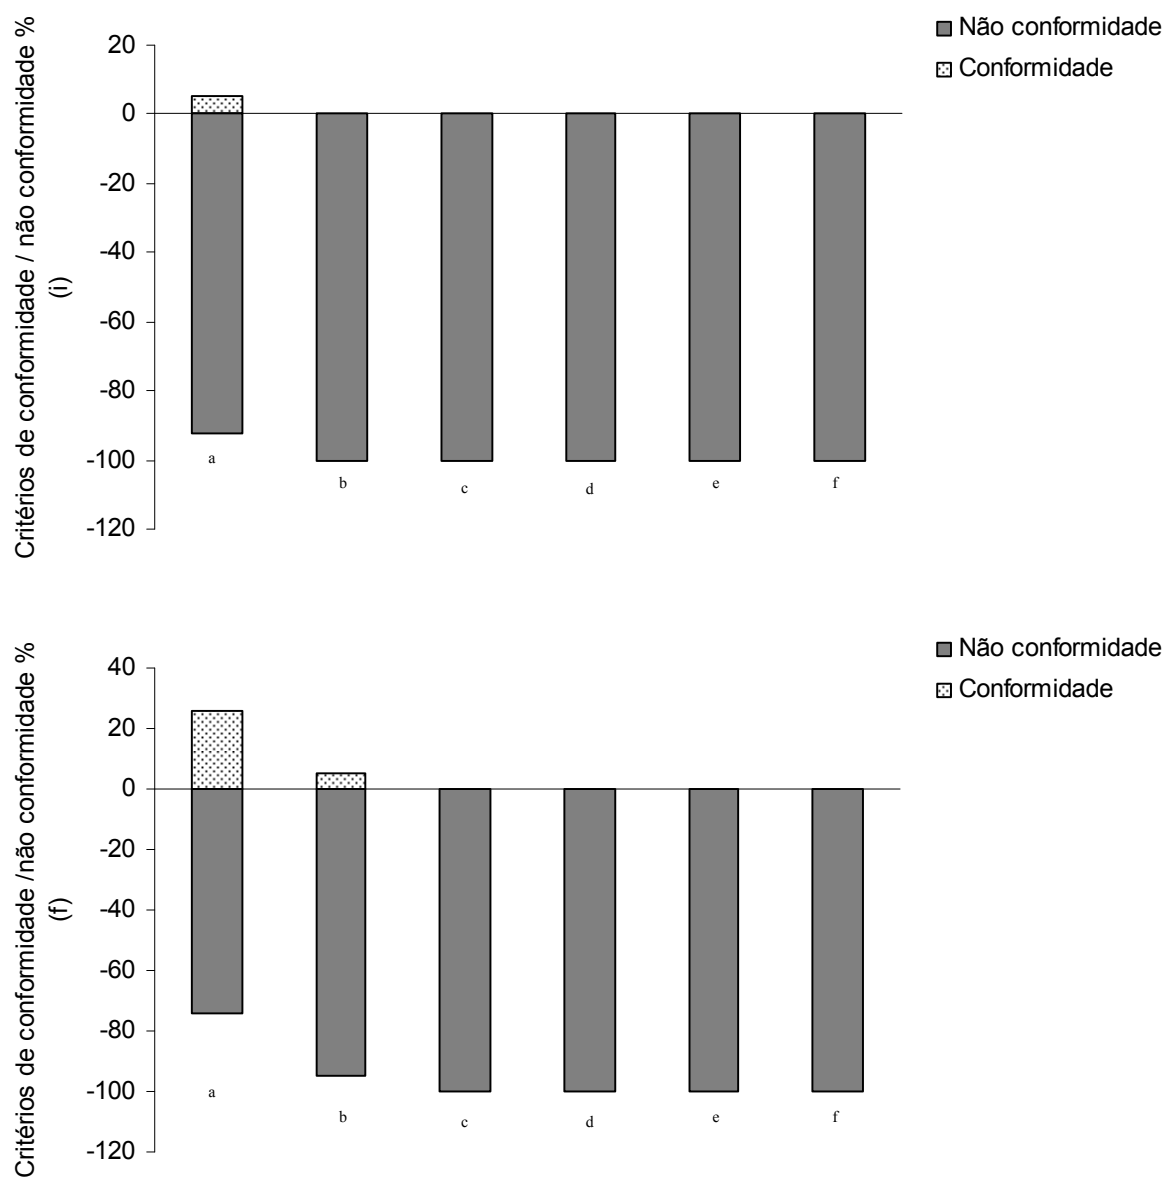 Critérios de conformidade / não conformidade %
(i)
20
0
-20
-40
-60
-80
-100
-120
a
b
c
d
e
f
Não conformidade
Conformidade
Critérios de conformidade /não conformidade %
(f)
40
20
0
-20
-40
-60
-80
-100
-120
a
b
c
d
e
f
Não conformidade
Conformidade